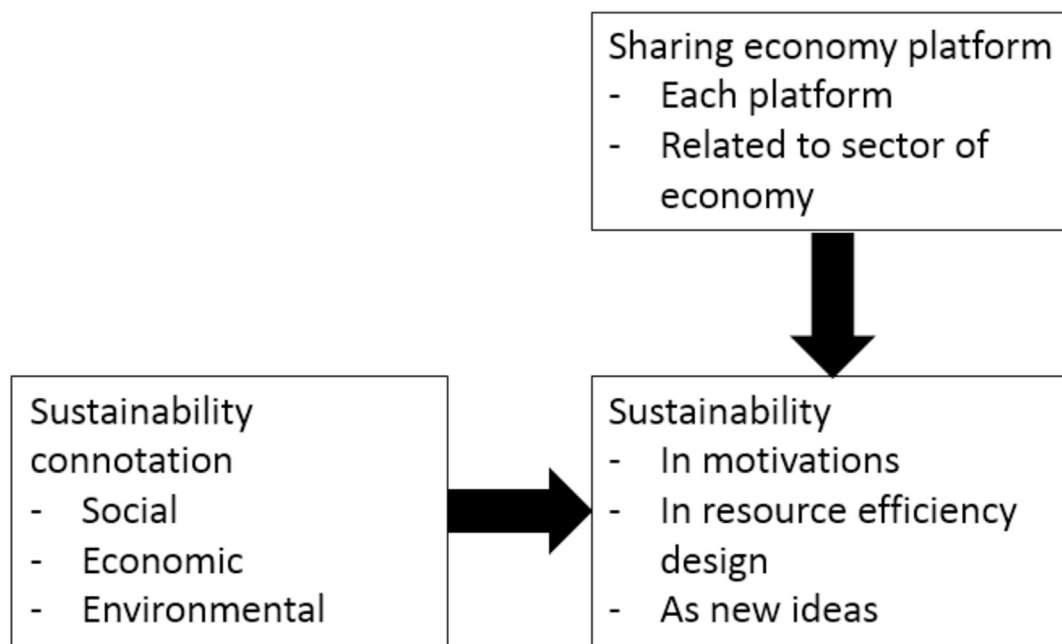 Sharing economy platform
- Each platform
- Related to sector of
economy
Sustainability
connotation
- Social
- Economic
- Environmental
Sustainability
- In motivations
- In resource efficiency
design
- As new ideas